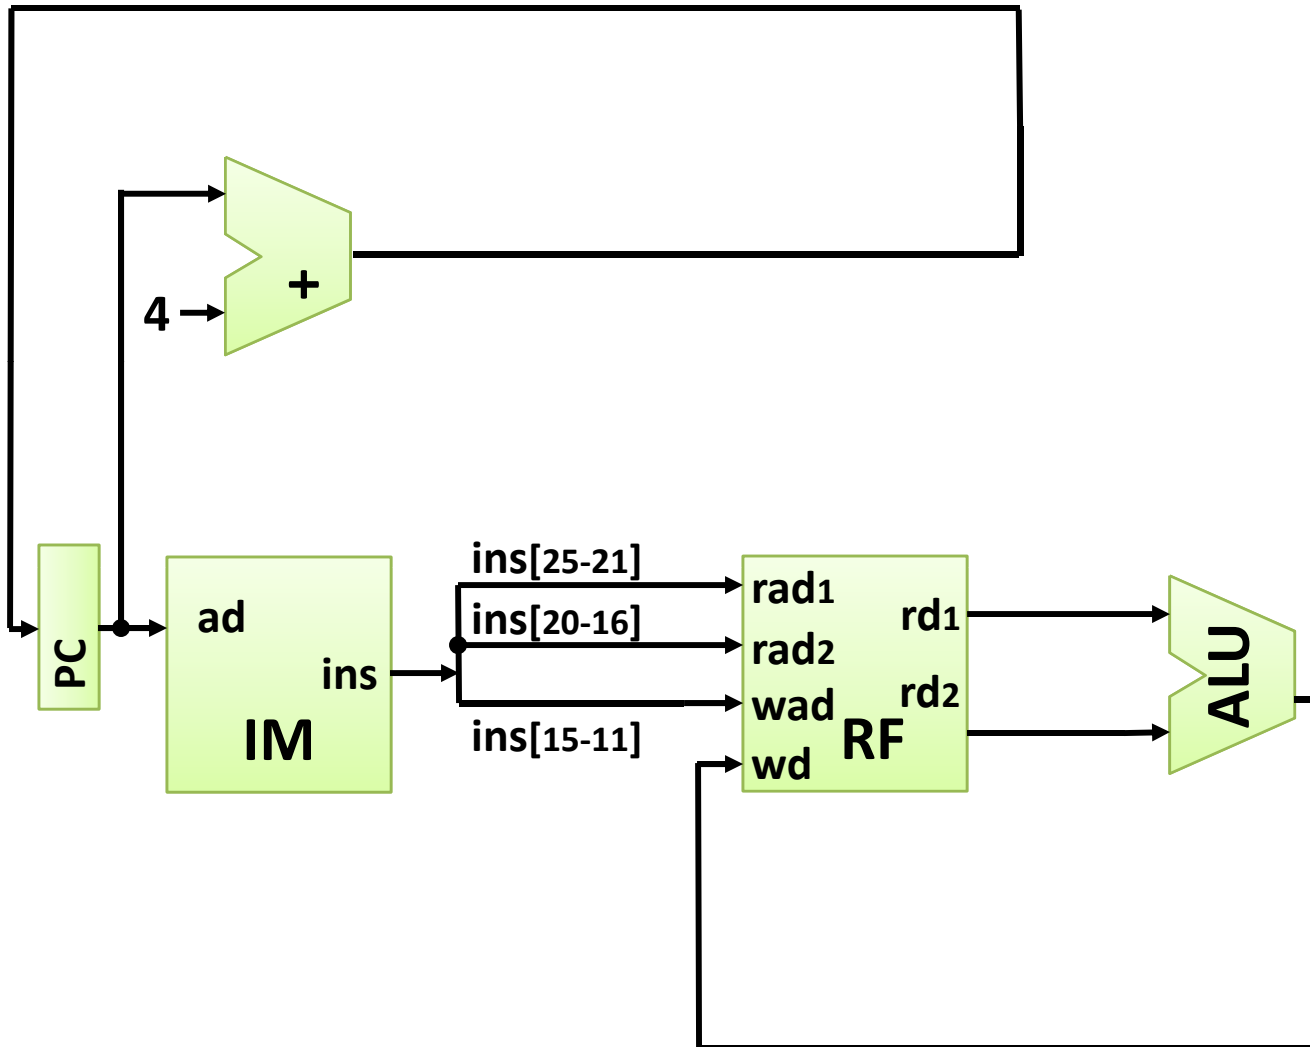 +
4
PC
ad
ins
IM
ins[25-21]
ins[20-16]
ins[15-11]
rad1
rad2
wad
wd
rd1
rd2
RF
ALU